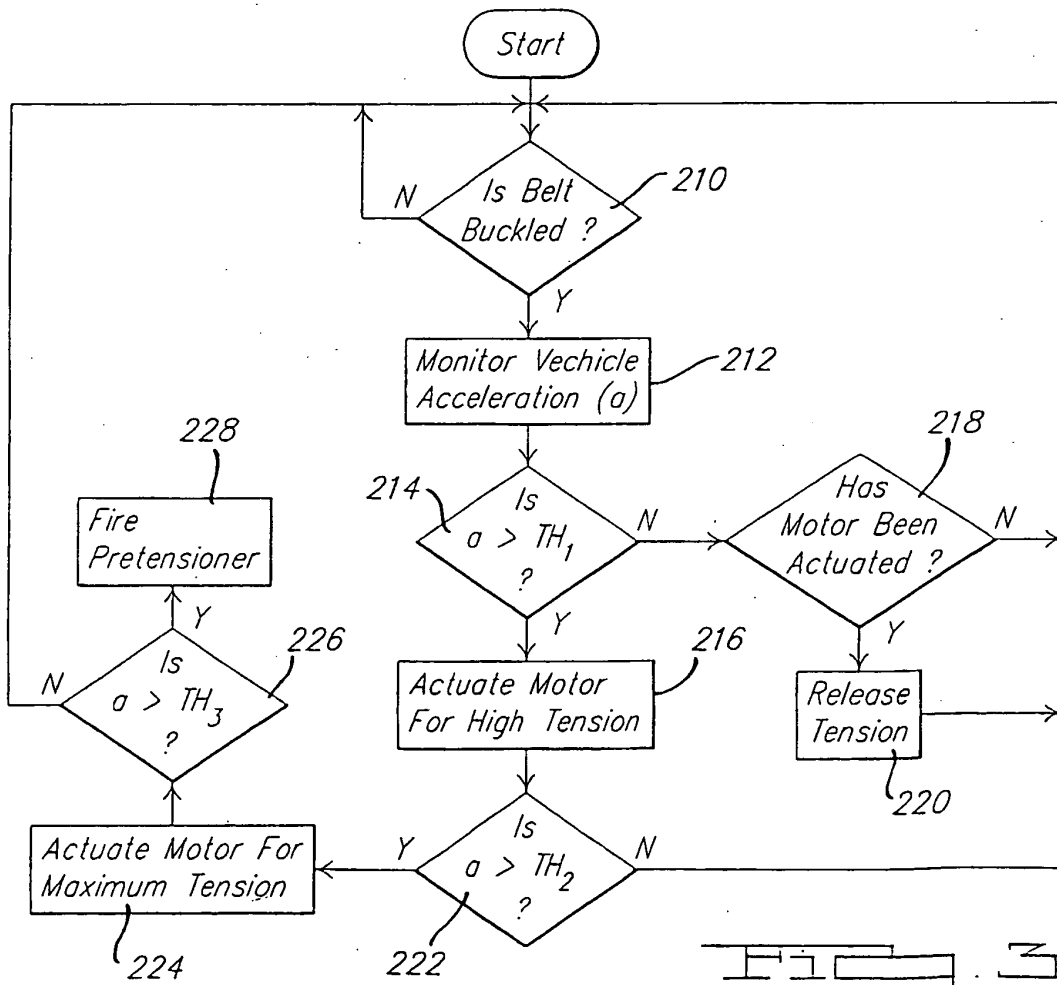 Start
Is Belt
Buckled ?
210
N
Y
Monitor Vechicle
Acceleration (a)
212
Is
a > TH₁
?
214
N
Y
Has
Motor Been
Actuated ?
218
N
Y
Release
Tension
220
Actuate Motor
For High Tension
216
Is
a > TH₂
?
222
Y
N
Actuate Motor For
Maximum Tension
224
Is
a > TH₃
?
226
N
Y
Fire
Pretensioner
228
Fig. 3